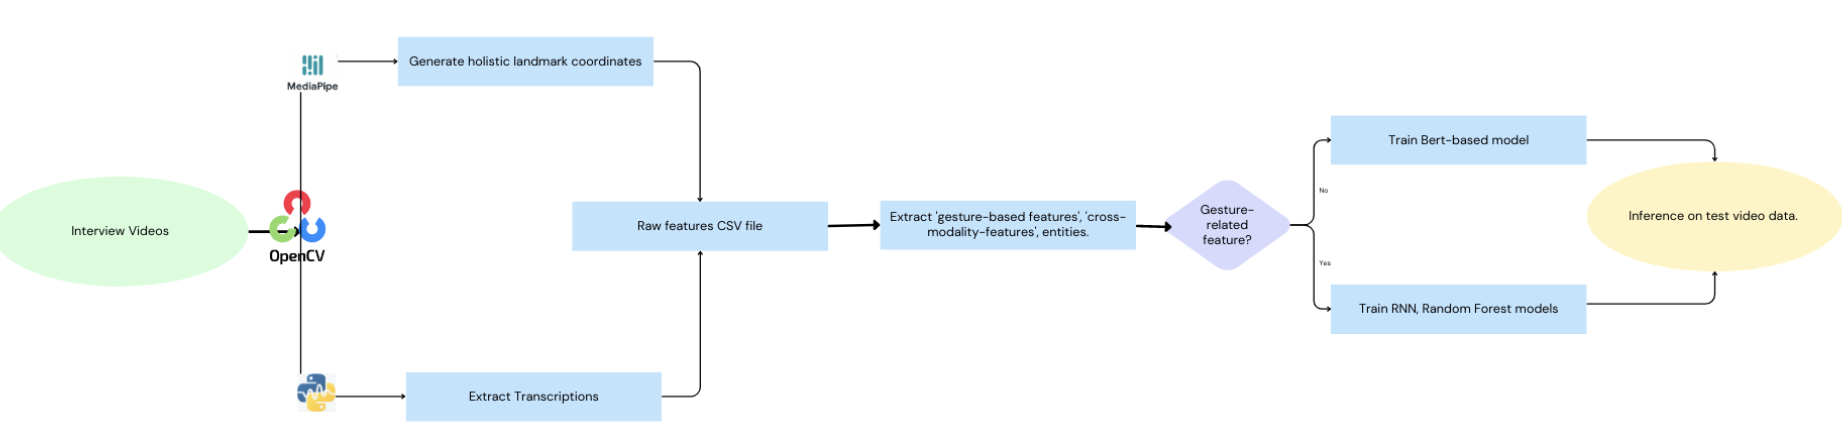 Interview Videos
OpenCV
MediaPipe
Generate holistic landmark coordinates
Extract Transcriptions
Raw features CSV file
Extract 'gesture-based features', 'cross-
modality-features', entities.
Gesture-
related
feature?
No
Yes
Train Bert-based model
Train RNN, Random Forest models
Inference on test video data.